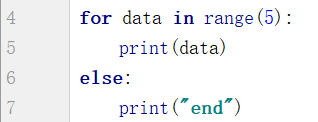 4 for data in range(5):
5     print(data)
6 else:
7     print("end")